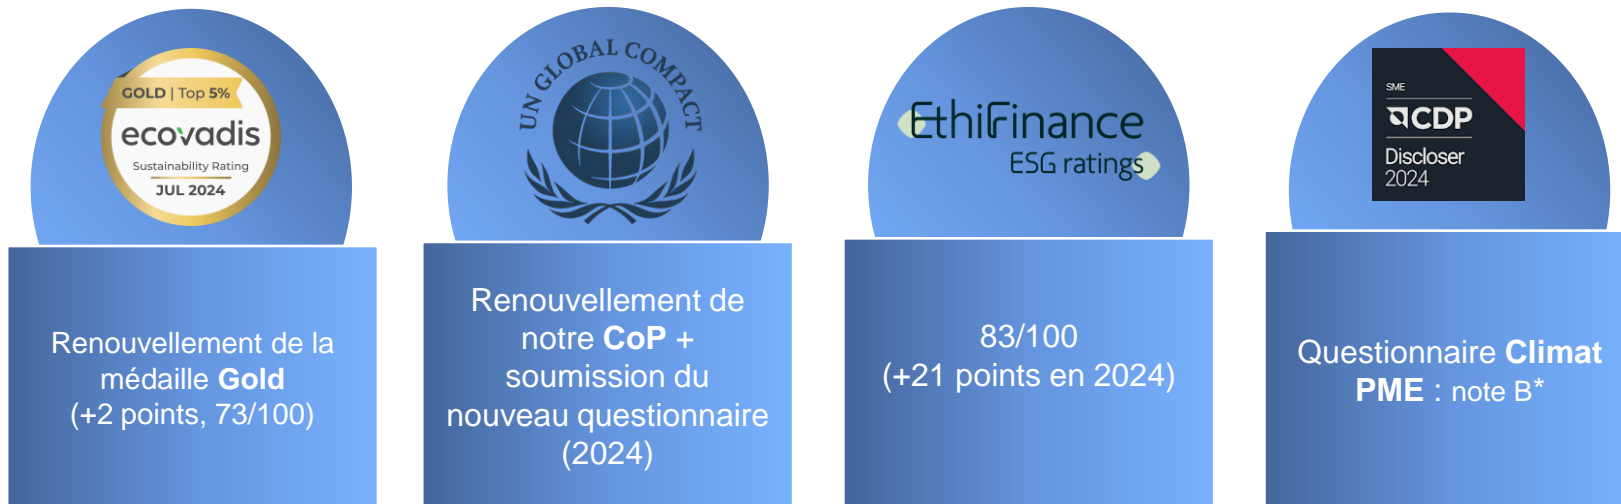 GOLD | Top 5%
ecovadis
Sustainability Rating
JUL 2024
Renouvellement de la
médaille Gold
(+2 points, 73/100)
UN GLOBAL COMPACT
Renouvellement de
notre CoP +
soumission du
nouveau questionnaire
(2024)
EthiFinance
ESG ratings
83/100
(+21 points en 2024)
SME
CDP
Discloser
2024
Questionnaire Climat
PME : note B*